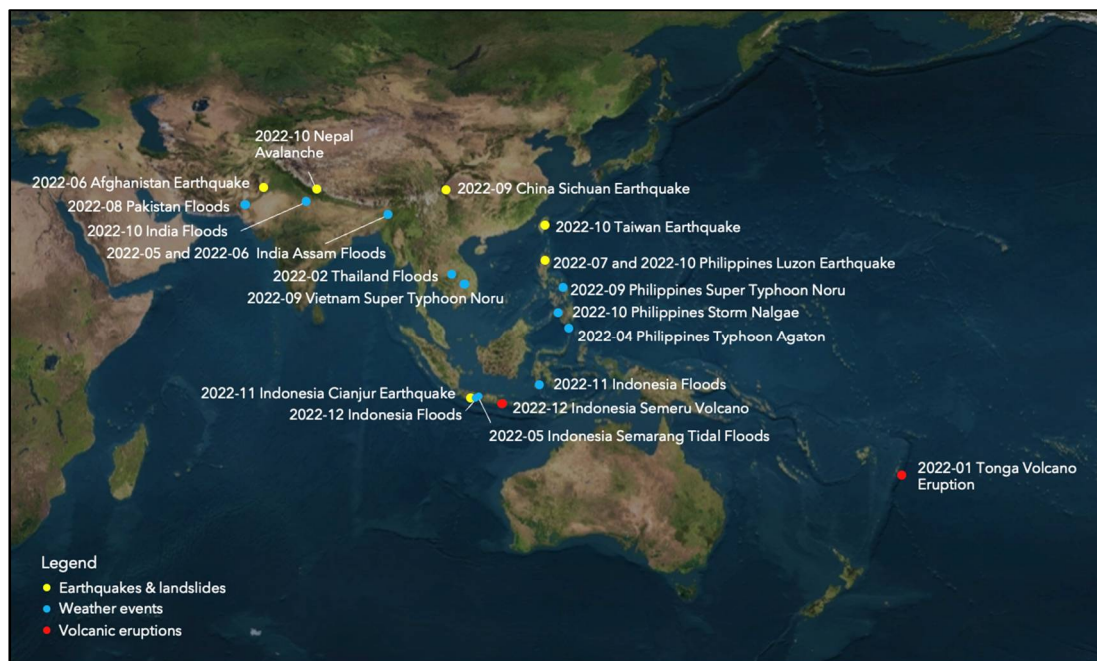 2022-10 Nepal
Avalanche
2022-06 Afghanistan Earthquake
2022-09 China Sichuan Earthquake
2022-08 Pakistan Floods
2022-10 India Floods
2022-10 Taiwan Earthquake
2022-05 and 2022-06 India Assam Floods
2022-07 and 2022-10 Philippines Luzon Earthquake
2022-02 Thailand Floods
2022-09 Philippines Super Typhoon Noru
2022-09 Vietnam Super Typhoon Noru
2022-10 Philippines Storm Nalgae
2022-04 Philippines Typhoon Agaton
2022-11 Indonesia Floods
2022-11 Indonesia Cianjur Earthquake
2022-12 Indonesia Semeru Volcano
2022-12 Indonesia Floods
2022-05 Indonesia Semarang Tidal Floods
2022-01 Tonga Volcano
Eruption
Legend
Earthquakes & landslides
Weather events
Volcanic eruptions